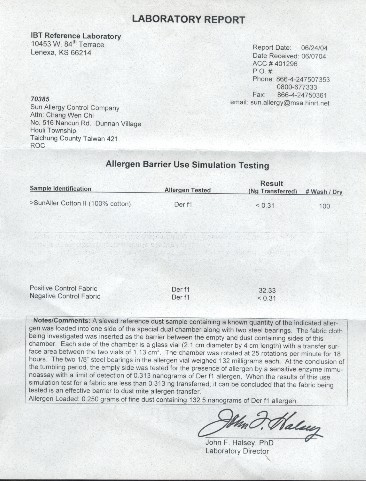 LABORATORY REPORT
IBT Reference Laboratory
10453 W. 84th Terrace
Lenexa, KS 66214
Report Date: 06/24/04
Date Received: 06/07/04
ACC # 401296
P.O. #
Phone: 866-4-247507353
0800-677333
Fax: 866-4-24750361
email: sun.allergy@msa.hinet.net
70385
Sun Allergy Control Company
Attn: Chang Wen Chi
No. 516 Nancun Rd. Dunnan Village
Houli Township
Taichung County Taiwan 421
ROC
Allergen Barrier Use Simulation Testing
Sample Identification Allergen Tested Result (Ng Transferred) # Wash / Dry
>SunAller Cotton II (100% cotton) Der f1 < 0.31 100
Positive Control Fabric Der f1 32.33
Negative Control Fabric Der f1 < 0.31
Notes/Comments: A sieved reference dust sample containing a known quantity of the indicated aller-
gen was loaded into one side of the special dual chamber along with two steel bearings. The fabric cloth
being investigated was inserted as the barrier between the empty and dust containing sides of this
chamber. Each side of the chamber is a glass vial (2.1 cm diameter by 4 cm length) with a transfer sur-
face area between the two vials of 1.13 cm². The chamber was rotated at 25 rotations per minute for 18
hours. The two 1/8" steel bearings in the allergen vial weighed 132 milligrams each. At the conclusion of
the tumbling period, the empty side was tested for the presence of allergen by a sensitive enzyme immu-
noassay with a limit of detection of 0.313 nanograms of Der f1 allergen. When the results of this use
simulation test for a fabric are less than 0.313 ng transferred, it can be concluded that the fabric being
tested is an effective barrier to dust mite allergen transfer.
Allergen Loaded: 0.250 grams of fine dust containing 132.5 nanograms of Der f1 allergen
John F. Halsey
John F. Halsey PhD
Laboratory Director